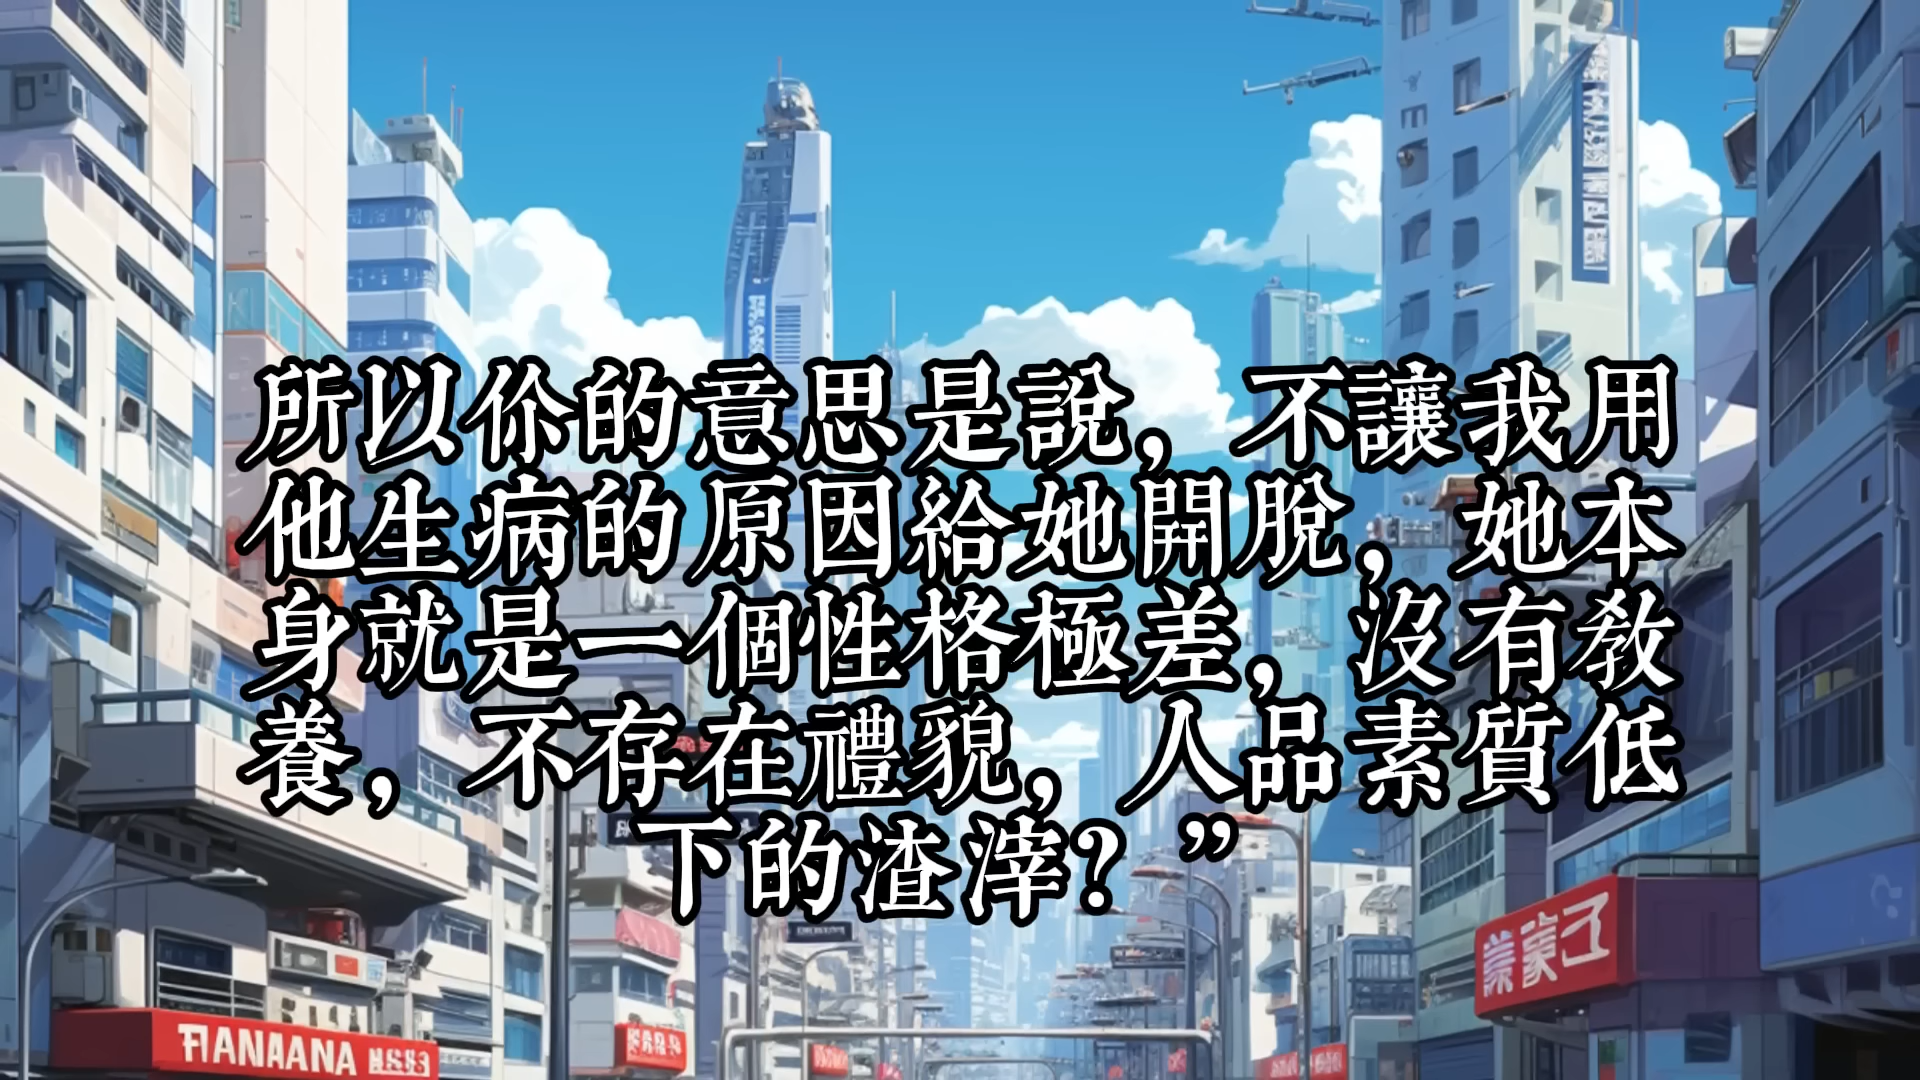 所以你的意思是說，不讓我用
他生病的原因給她開脫，她本
身就是一個性格極差，沒有教
養，不存在禮貌，人品素質低
下的渣滓？”